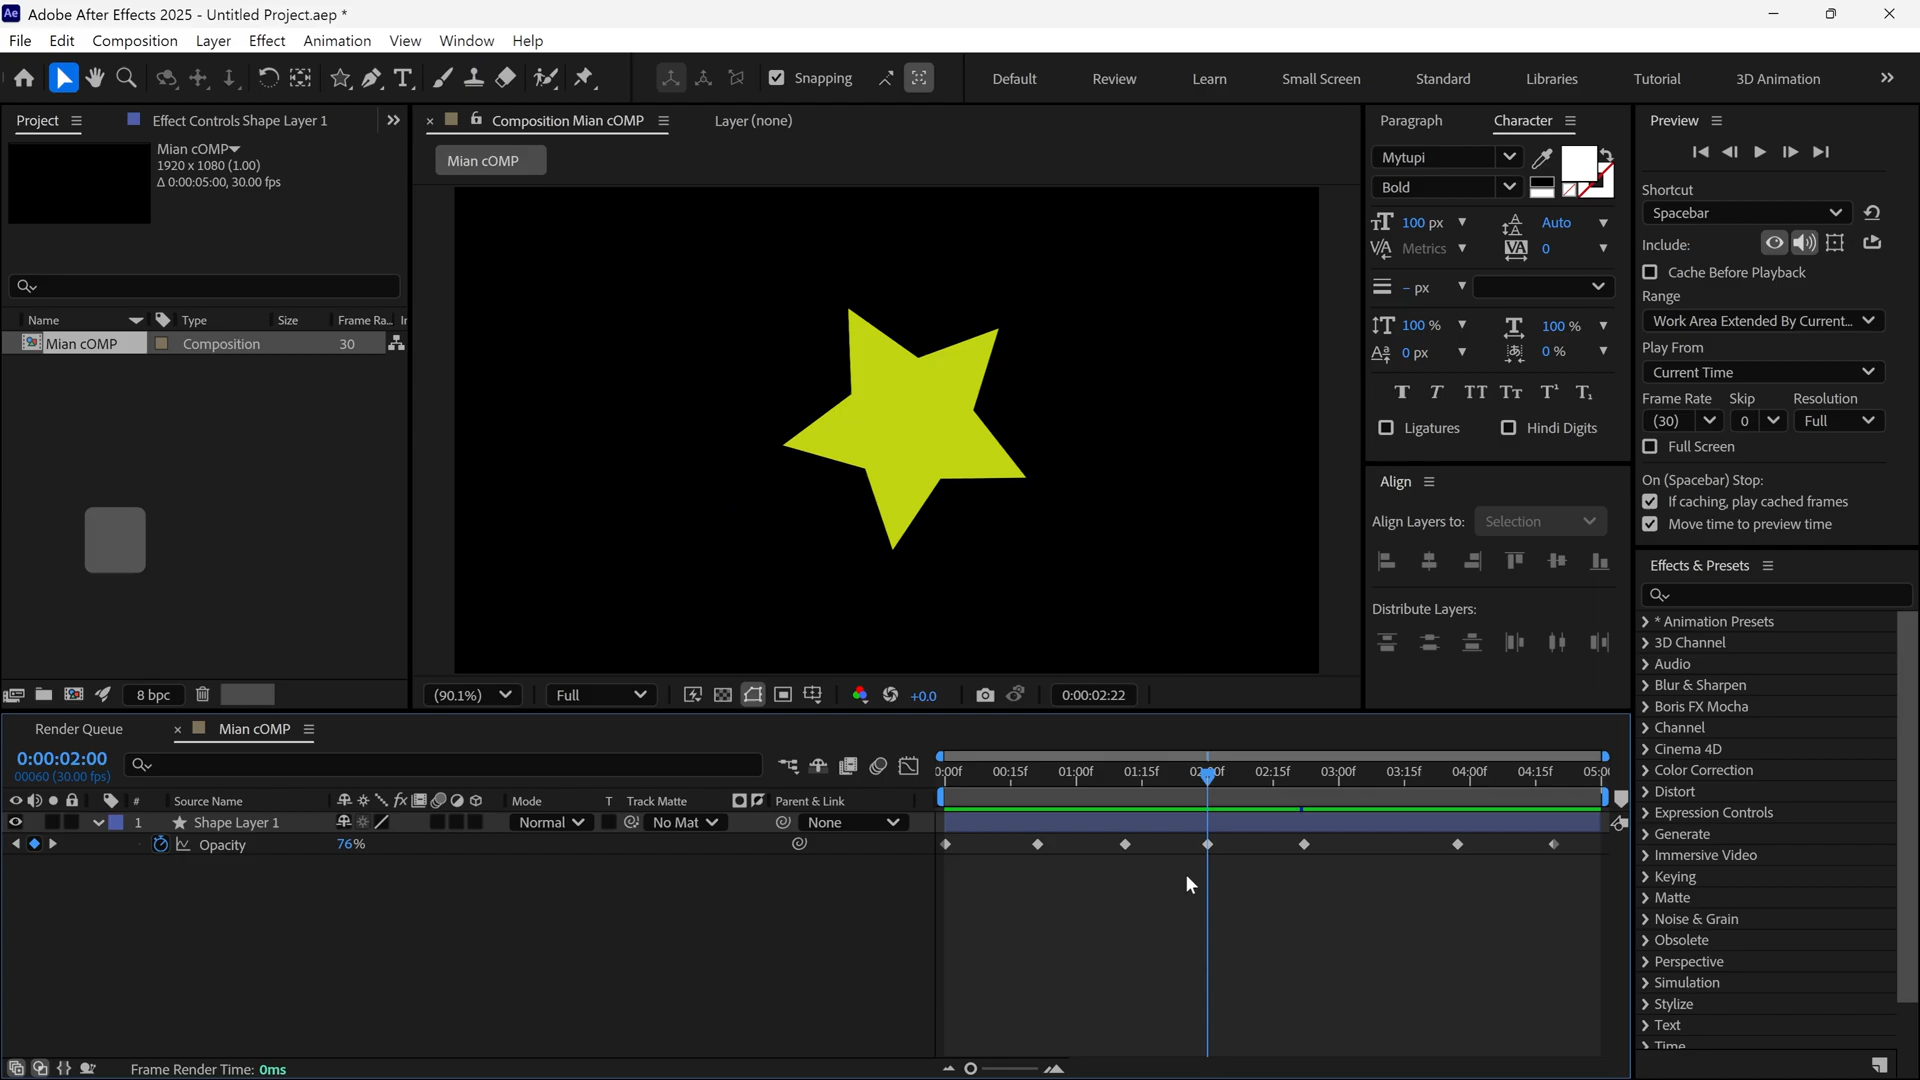 Adobe After Effects 2025 - Untitled Project.aep *
File Edit Composition Layer Effect Animation View Window Help
Snapping Default Review Learn Small Screen Standard Libraries Tutorial 3D Animation
Project Effect Controls Shape Layer 1
Mian cOMP
1920 x 1080 (1.00)
Δ 0:00:05:00, 30.00 fps
Name Type Size Frame Ra...
Mian cOMP Composition 30
8 bpc
Composition Mian cOMP Layer (none)
Mian cOMP
(90.1%) Full +0.0 0:00:02:22
Paragraph Character
Mytupi
Bold
100 px Auto
Metrics 0
– px
100 % 100 %
0 px 0 %
Ligatures Hindi Digits
Align
Align Layers to: Selection
Distribute Layers:
Preview
Shortcut
Spacebar
Include:
Cache Before Playback
Range
Work Area Extended By Current...
Play From
Current Time
Frame Rate Skip Resolution
(30) 0 Full
Full Screen
On (Spacebar) Stop:
If caching, play cached frames
Move time to preview time
Effects & Presets
* Animation Presets
3D Channel
Audio
Blur & Sharpen
Boris FX Mocha
Channel
Cinema 4D
Color Correction
Distort
Expression Controls
Generate
Immersive Video
Keying
Matte
Noise & Grain
Obsolete
Perspective
Simulation
Stylize
Text
Time
Render Queue Mian cOMP
0:00:02:00
00060 (30.00 fps)
0:00f 00:15f 01:00f 01:15f 02:00f 02:15f 03:00f 03:15f 04:00f 04:15f 05:00
# Source Name Mode T Track Matte Parent & Link
1 Shape Layer 1 Normal No Mat None
Opacity 76%
Frame Render Time: 0ms